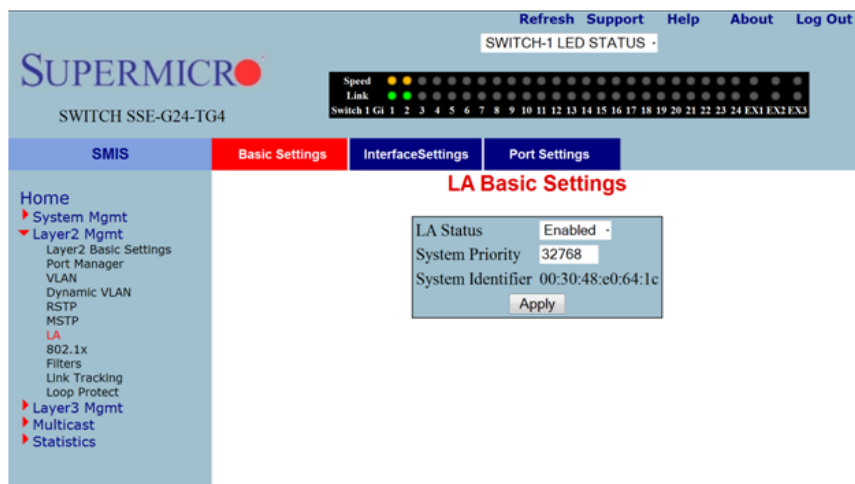 Refresh Support Help About Log Out
SWITCH-1 LED STATUS
SUPERMICR
SWITCH SSE-G24-TG4
Speed
Link
Switch 1 Gi 1 2 3 4 5 6 7 8 9 10 11 12 13 14 15 16 17 18 19 20 21 22 23 24 EX1 EX2 EX3
SMIS
Basic Settings
InterfaceSettings
Port Settings
Home
System Mgmt
Layer2 Mgmt
Layer2 Basic Settings
Port Manager
VLAN
Dynamic VLAN
RSTP
MSTP
LA
802.1x
Filters
Link Tracking
Loop Protect
Layer3 Mgmt
Multicast
Statistics
LA Basic Settings
LA Status Enabled
System Priority 32768
System Identifier 00:30:48:e0:64:1c
Apply